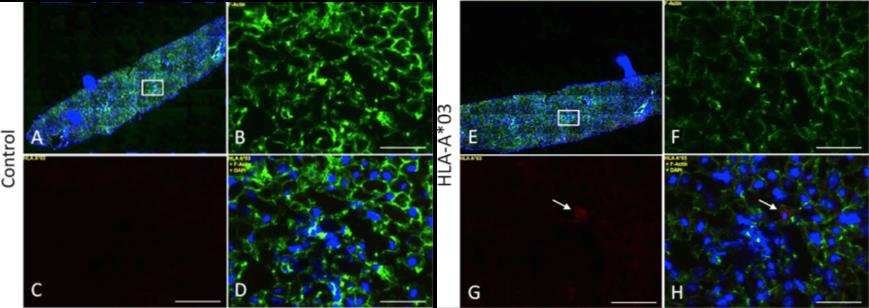 Control
A
F-Actin
B
HLA A*03
C
HLA A*03
+ F-Actin
+ DAPI
D
HLA-A*03
E
F-Actin
F
HLA A*03
G
HLA A*03
+ F-Actin
+ DAPI
H